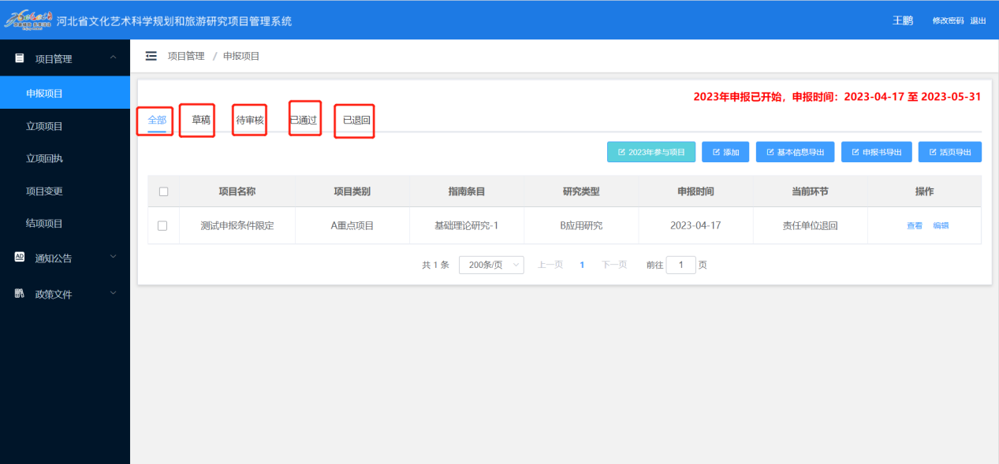 河北省文化艺术科学规划和旅游研究项目管理系统
王鹏 修改密码 退出
项目管理
申报项目
立项项目
立项回执
项目变更
结项项目
通知公告
政策文件
项目管理 / 申报项目
2023年申报已开始，申报时间：2023-04-17 至 2023-05-31
全部 草稿 待审核 已通过 已退回
2023年参与项目 添加 基本信息导出 申报书导出 活页导出
项目名称 项目类别 指南条目 研究类型 申报时间 当前环节 操作
测试申报条件限定 A重点项目 基础理论研究-1 B应用研究 2023-04-17 责任单位退回 查看 编辑
共 1 条 200条/页 上一页 1 下一页 前往 1 页